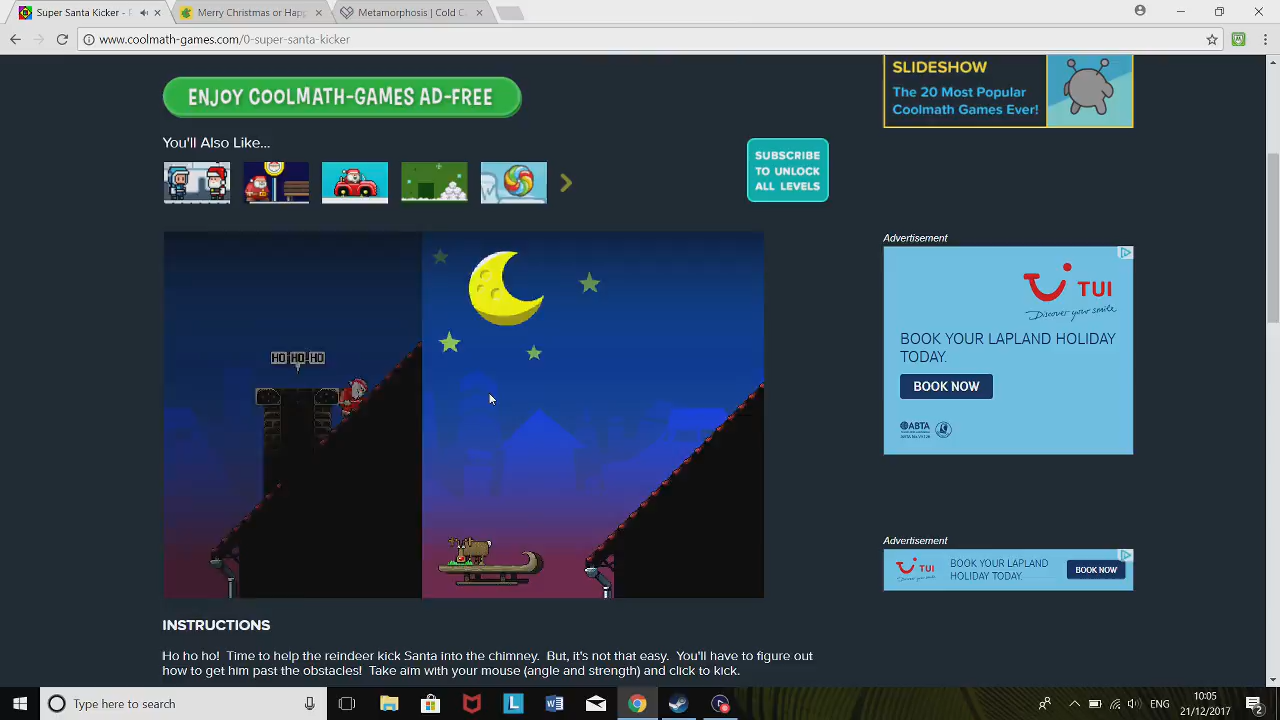 Super Santa Kicker - P
Merry Christmas or Hap
Metamorphosis | Cold C
www.coolmath-games.com/0-super-santa-kicker
ENJOY COOLMATH-GAMES AD-FREE
SLIDESHOW
The 20 Most Popular
Coolmath Games Ever!
You'll Also Like...
SUBSCRIBE
TO UNLOCK
ALL LEVELS
Advertisement
TUI
Discover your smile
BOOK YOUR LAPLAND HOLIDAY
TODAY.
BOOK NOW
ABTA
HO-HO-HO
Advertisement
TUI
BOOK YOUR LAPLAND
HOLIDAY TODAY.
BOOK NOW
INSTRUCTIONS
Ho ho ho! Time to help the reindeer kick Santa into the chimney. But, it's not that easy. You'll have to figure out
how to get him past the obstacles! Take aim with your mouse (angle and strength) and click to kick.
Type here to search
L
ENG
10:05
21/12/2017
2